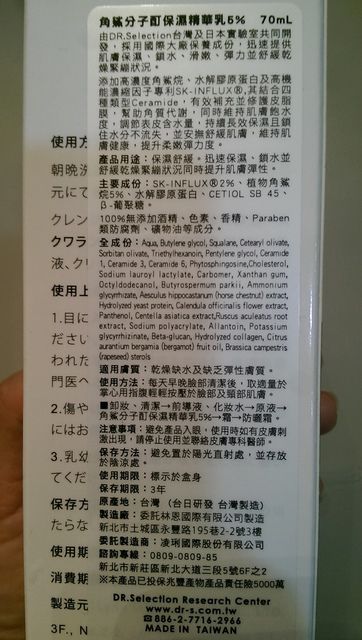 角鯊分子酊保濕精華乳5% 70mL
由DR.Selection台灣及日本實驗室共同開
發，採用國際大廠保養成份，迅速提供
肌膚保濕、鎖水、滑嫩、彈力並舒緩乾
燥緊繃狀況。
添加高濃度角鯊烷、水解膠原蛋白及高機
能濃縮因子專利SK-INFLUX®,其結合四
種類型Ceramide，有效補充並修護皮脂
膜，幫助角質代謝，同時維持肌膚飽水
度，調節表皮含水量，持續長效保濕且鎖
住水分不流失，並安撫舒緩肌膚，維持肌
膚健康，提升柔嫩彈力度。
產品用途：保濕舒緩。迅速保濕、鎖水並
舒緩乾燥緊繃狀況同時提升肌膚彈性。
主要成份：SK-INFLUX®2%、植物角鯊
烷5%、水解膠原蛋白、CETIOL SB 45、
β-葡聚糖。
100%無添加酒精、色素、香精、Paraben
類防腐劑、礦物油等成分。
全成份：Aqua, Butylene glycol, Squalane, Cetearyl olivate,
Sorbitan olivate, Triethylhexanoin, Pentylene glycol, Ceramide
1, Ceramide 3, Ceramide 6, Phytosphingosine,Cholesterol,
Sodium lauroyl lactylate, Carbomer, Xanthan gum,
Octyldodecanol, Butyrospermum parkii, Ammonium
glycyrrhizate, Aesculus hippocastanum (horse chestnut) extract,
Hydrolyzed yeast protein, Calendula officinalis flower extract,
Panthenol, Centella asiatica extract,Ruscus aculeatus root
extract, Sodium polyacrylate, Allantoin, Potassium
glycyrrhizate, Beta-glucan, Hydrolyzed collagen, Citrus
aurantium bergamia (bergamot) fruit oil, Brassica campestris
(rapeseed) sterols
適用膚質：乾燥缺水及缺乏彈性膚質。
使用方法：每天早晚臉部清潔後，取適量於
掌心用指腹輕輕按壓於臉部及頸部肌膚。
■卸妝→清潔→前導液、化妝水→原液→
角鯊分子酊保濕精華乳5%→霜→防曬霜。
注意事項：避免產品入眼，使用時如有皮膚刺
激出現，請停止使用並聯絡皮膚專科醫師。
保存方法：避免置於陽光直射處，並存放
於陰涼處。
使用期限：標示於盒身
保存期限：3年
原產地：台灣（台日研發 台灣製造）
製造廠：委託林恩國際有限公司製造
新北市土城區永豐路195巷2-2號3樓
委託製造商：凌琍國際股份有限公司
諮詢專線：0809-0809-85
新北市新莊區新北大道三段5號6F之2
※本產品已投保兆豐產物產品責任險5000萬
DR.Selection Research Center
www.dr-s.com.tw
☎886-2-7716-2966
MADE IN TAIWAN
使用方
朝晩洗
元にて
クレン
クワラ
液、ク
使用上
1.目に
ださい
われた
門医へ
2.傷や
にはお
3.乳幼
てくだ
保存方
たらな
使用期
消費期
製造元
3F., N